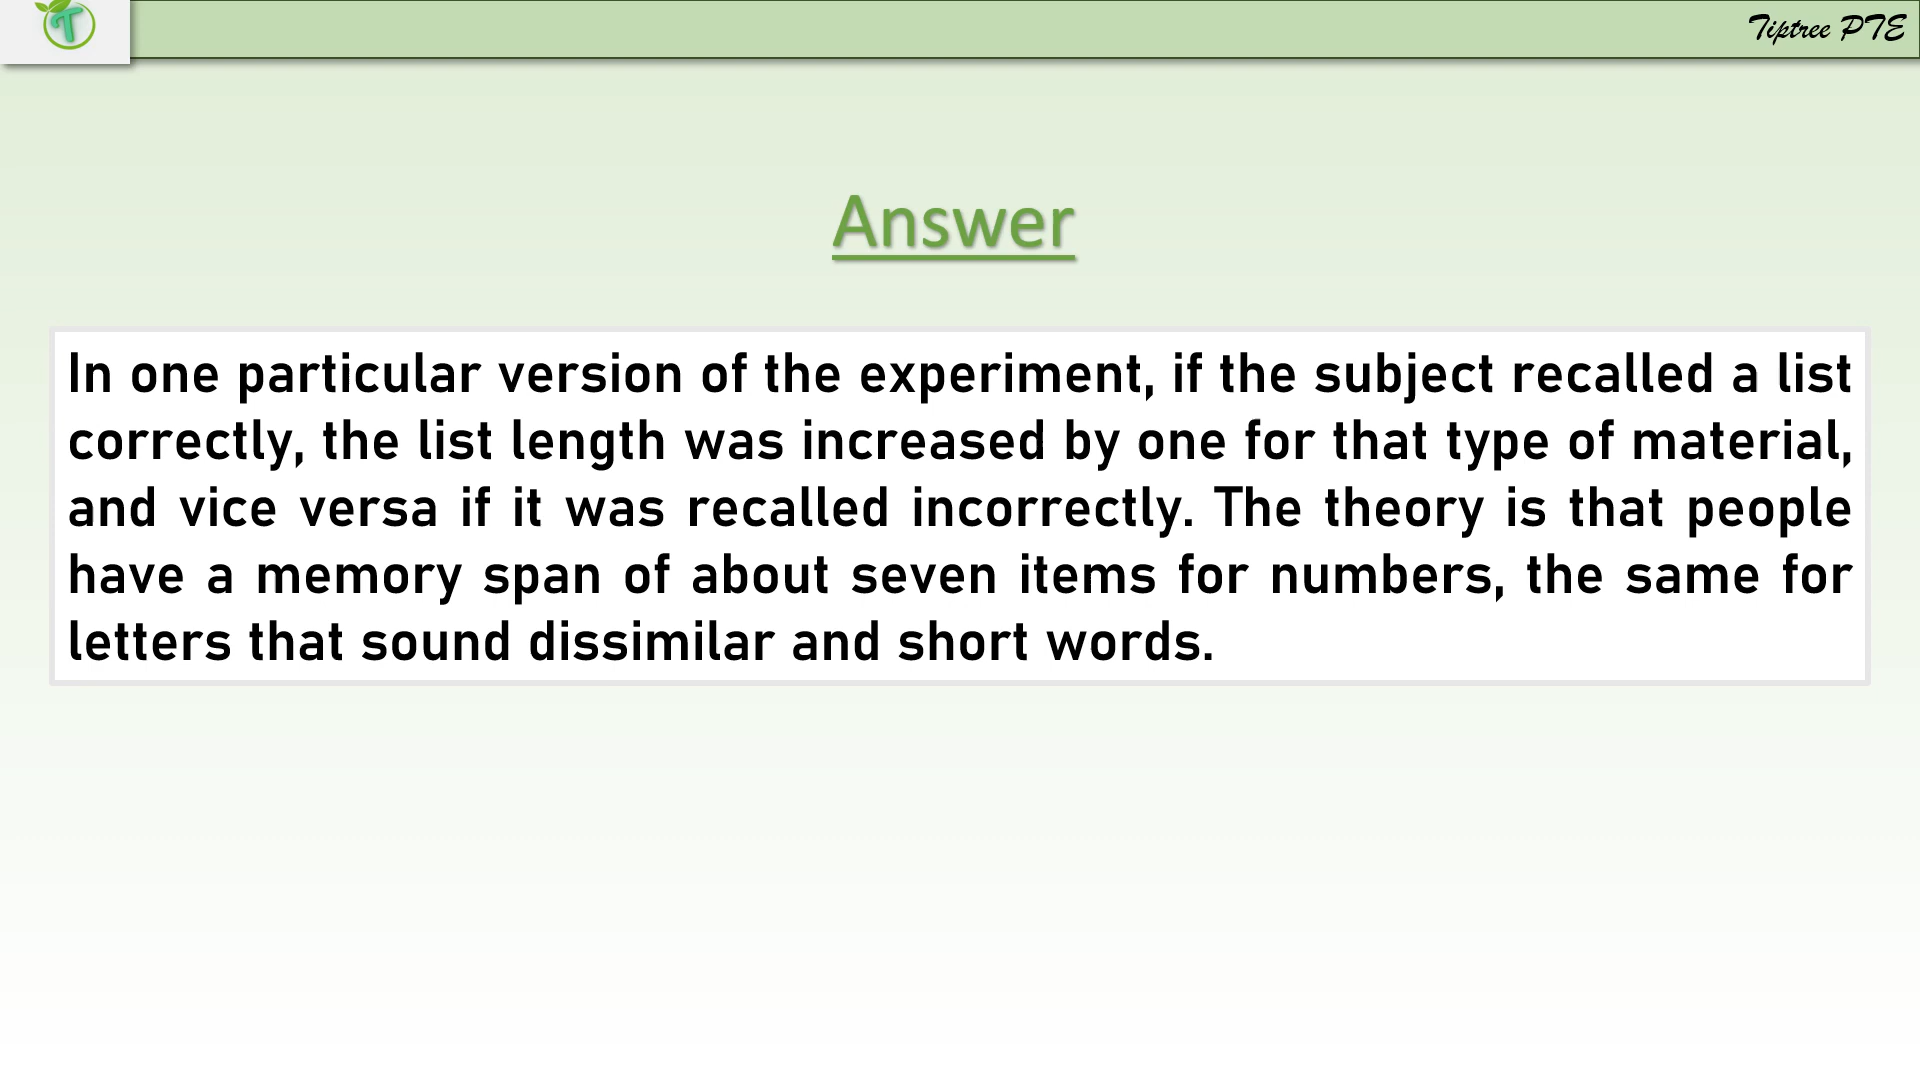 T
Tiptree PTE
Answer
In one particular version of the experiment, if the subject recalled a list
correctly, the list length was increased by one for that type of material,
and vice versa if it was recalled incorrectly. The theory is that people
have a memory span of about seven items for numbers, the same for
letters that sound dissimilar and short words.